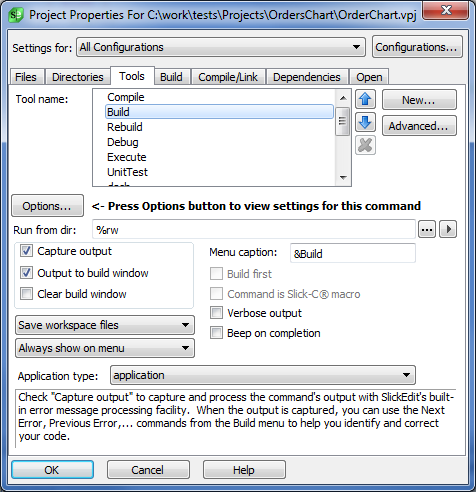 Project Properties For C:\work\tests\Projects\OrdersChart\OrderChart.vpj
Settings for: All Configurations Configurations...
Files Directories Tools Build Compile/Link Dependencies Open
Tool name:
Compile
Build
Rebuild
Debug
Execute
UnitTest
New...
Advanced...
Options... <- Press Options button to view settings for this command
Run from dir: %rw ...
Capture output
Output to build window
Clear build window
Menu caption: &Build
Build first
Command is Slick-C® macro
Verbose output
Beep on completion
Save workspace files
Always show on menu
Application type: application
Check "Capture output" to capture and process the command's output with SlickEdit's built-
in error message processing facility. When the output is captured, you can use the Next
Error, Previous Error,... commands from the Build menu to help you identify and correct
your code.
OK Cancel Help